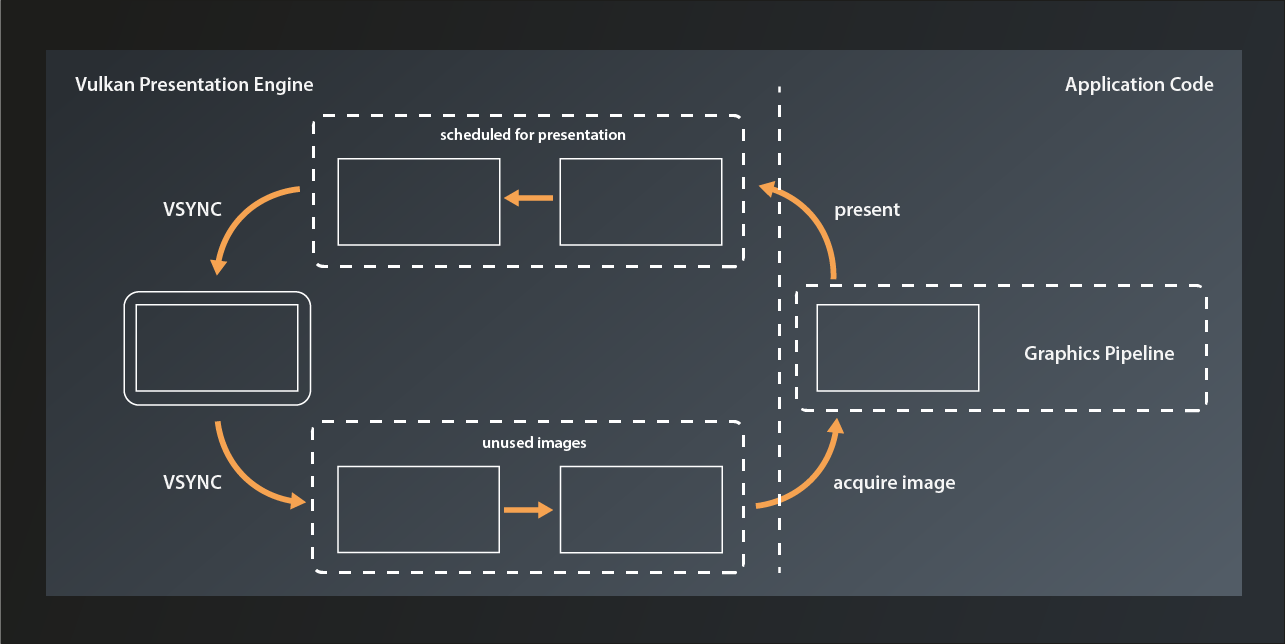 Vulkan Presentation Engine
Application Code
scheduled for presentation
VSYNC
present
Graphics Pipeline
unused images
VSYNC
acquire image